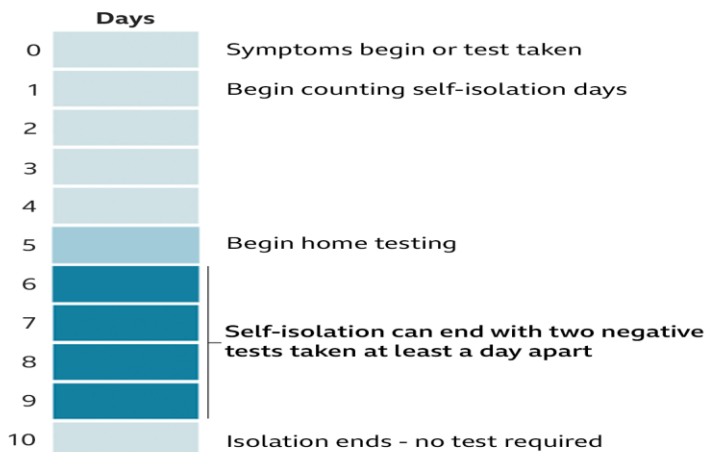 Days
0 Symptoms begin or test taken
1 Begin counting self-isolation days
2
3
4
5 Begin home testing
6
7
Self-isolation can end with two negative
tests taken at least a day apart
8
9
10 Isolation ends - no test required